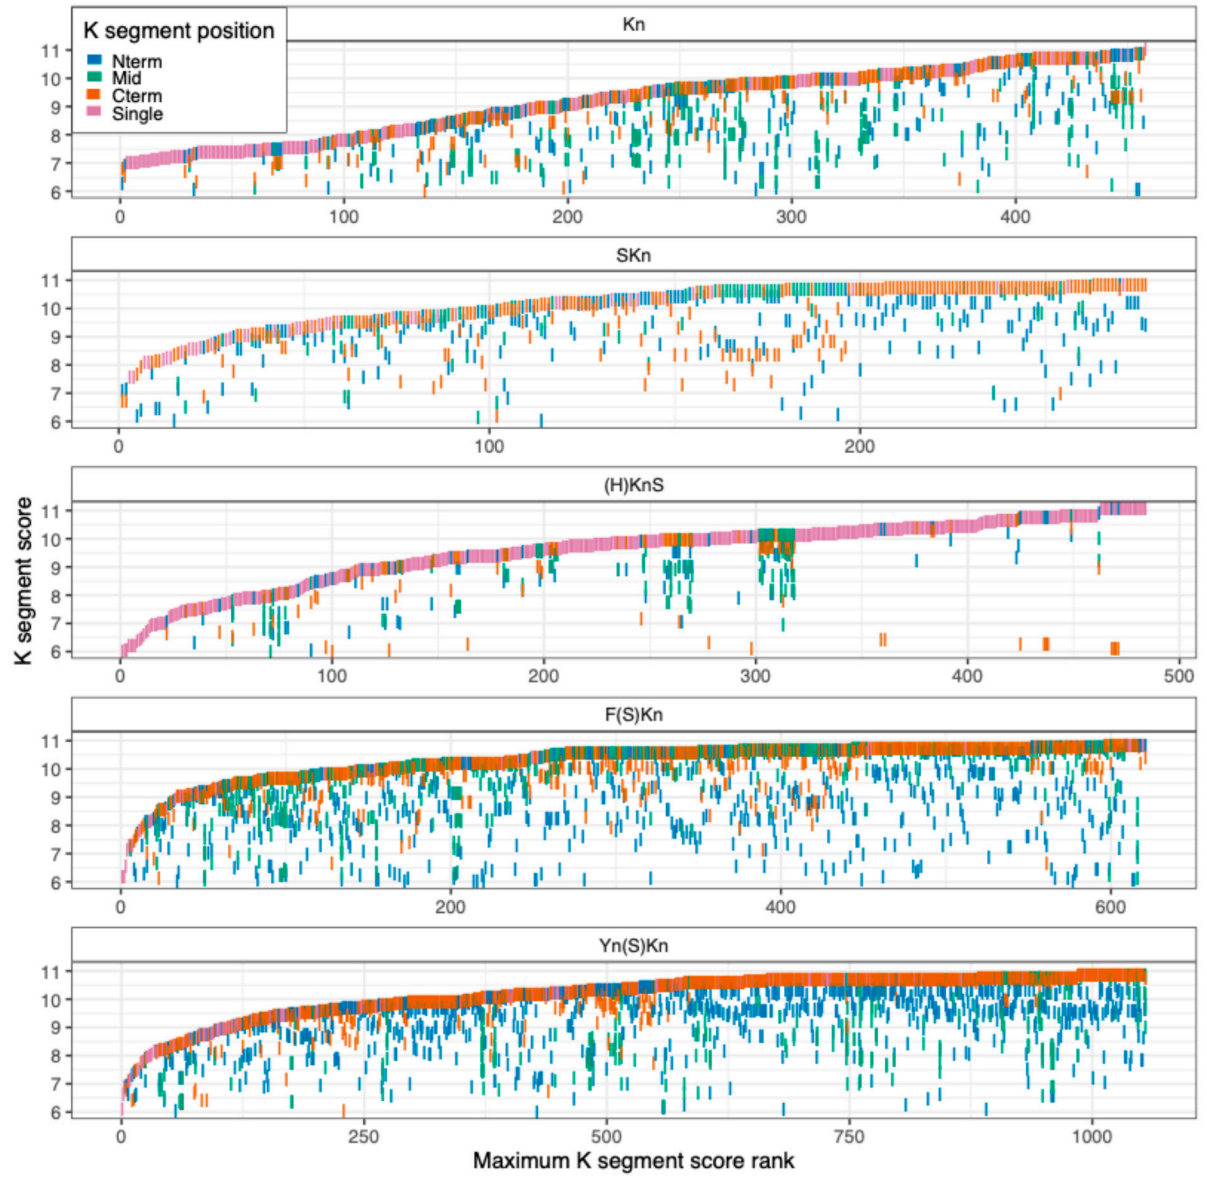 Kn
K segment position
Nterm
Mid
Cterm
Single
11
10
9
8
7
6
0 100 200 300 400
SKn
11
10
9
8
7
6
0 100 200
(H)KnS
11
10
9
8
7
6
0 100 200 300 400 500
F(S)Kn
11
10
9
8
7
6
0 200 400 600
Yn(S)Kn
11
10
9
8
7
6
0 250 500 750 1000
K segment score
Maximum K segment score rank